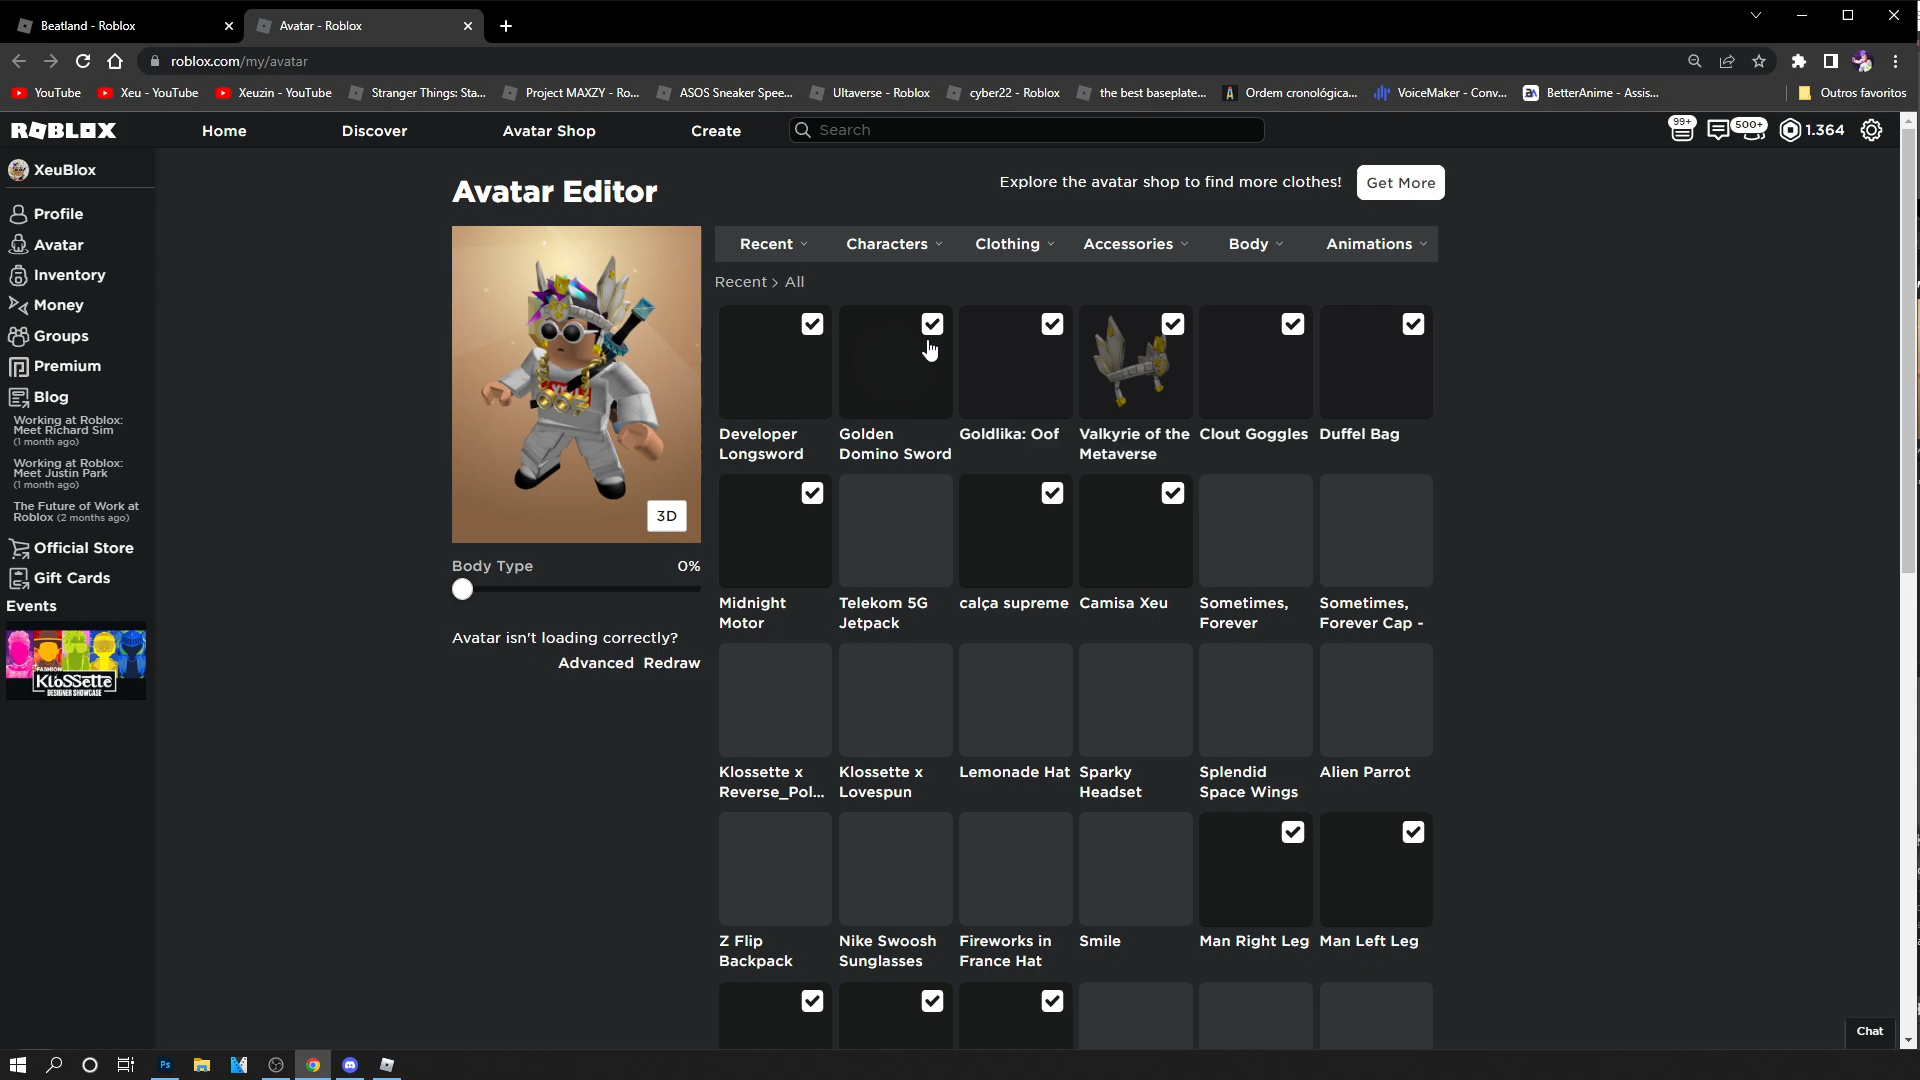 Beatland - Roblox
Avatar - Roblox
roblox.com/my/avatar
YouTube
Xeu - YouTube
Xeuzin - YouTube
Stranger Things: Sta...
Project MAXZY - Ro...
ASOS Sneaker Spee...
Ultaverse - Roblox
cyber22 - Roblox
the best baseplate...
Ordem cronológica...
VoiceMaker - Conv...
BetterAnime - Assis...
Outros favoritos
ROBLOX
Home
Discover
Avatar Shop
Create
Search
99+
500+
1.364
XeuBlox
Profile
Avatar
Inventory
Money
Groups
Premium
Blog
Working at Roblox:
Meet Richard Sim
(1 month ago)
Working at Roblox:
Meet Justin Park
(1 month ago)
The Future of Work at
Roblox (2 months ago)
Official Store
Gift Cards
Events
FASHION
KLOSSETTE
DESIGNER SHOWCASE
Avatar Editor
Explore the avatar shop to find more clothes!
Get More
3D
Body Type
0%
Avatar isn't loading correctly?
Advanced
Redraw
Recent
Characters
Clothing
Accessories
Body
Animations
Recent > All
Developer
Longsword
Golden
Domino Sword
Goldlika: Oof
Valkyrie of the
Metaverse
Clout Goggles
Duffel Bag
Midnight
Motor
Telekom 5G
Jetpack
calça supreme
Camisa Xeu
Sometimes,
Forever
Sometimes,
Forever Cap -
Klossette x
Reverse_Pol...
Klossette x
Lovespun
Lemonade Hat
Sparky
Headset
Splendid
Space Wings
Alien Parrot
Z Flip
Backpack
Nike Swoosh
Sunglasses
Fireworks in
France Hat
Smile
Man Right Leg
Man Left Leg
Chat
Ps